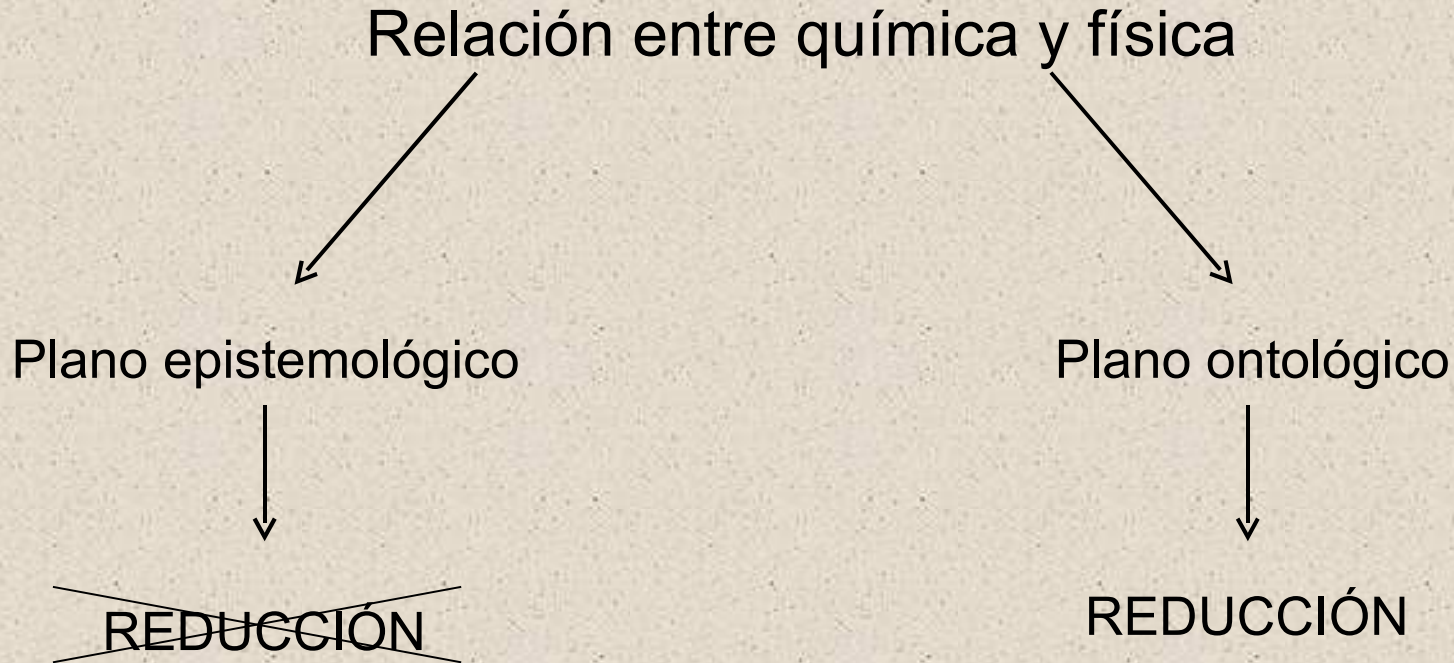 Relación entre química y física
Plano epistemológico
Plano ontológico
REDUCCIÓN
REDUCCIÓN